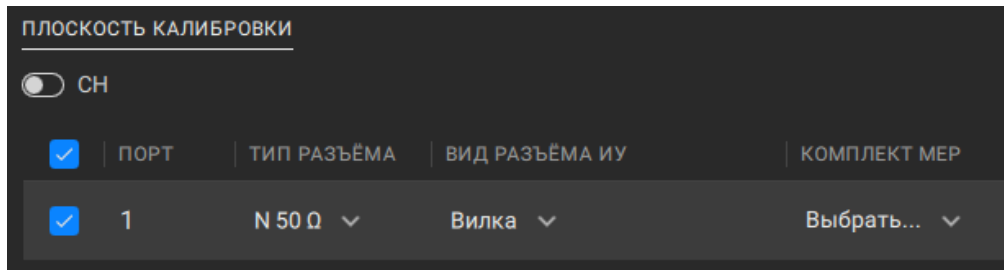 ПЛОСКОСТЬ КАЛИБРОВКИ
СН
ПОРТ ТИП РАЗЪЁМА ВИД РАЗЪЁМА ИУ КОМПЛЕКТ МЕР
1 N 50 Ω Вилка Выбрать...